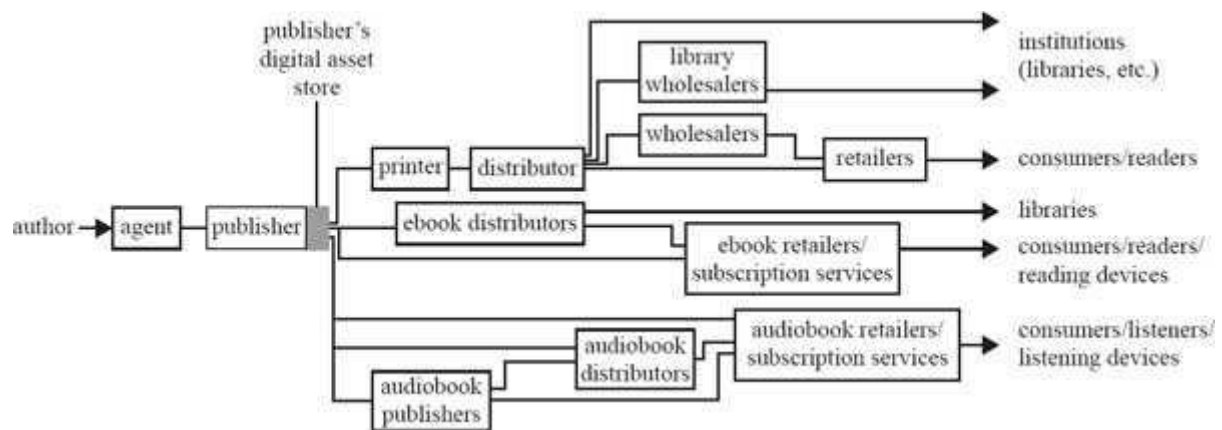 publisher's
digital asset
store
institutions
(libraries, etc.)
library
wholesalers
wholesalers
printer
distributor
retailers
consumers/readers
author
agent
publisher
ebook distributors
libraries
ebook retailers/
subscription services
consumers/readers/
reading devices
audiobook retailers/
subscription services
consumers/listeners/
listening devices
audiobook
distributors
audiobook
publishers